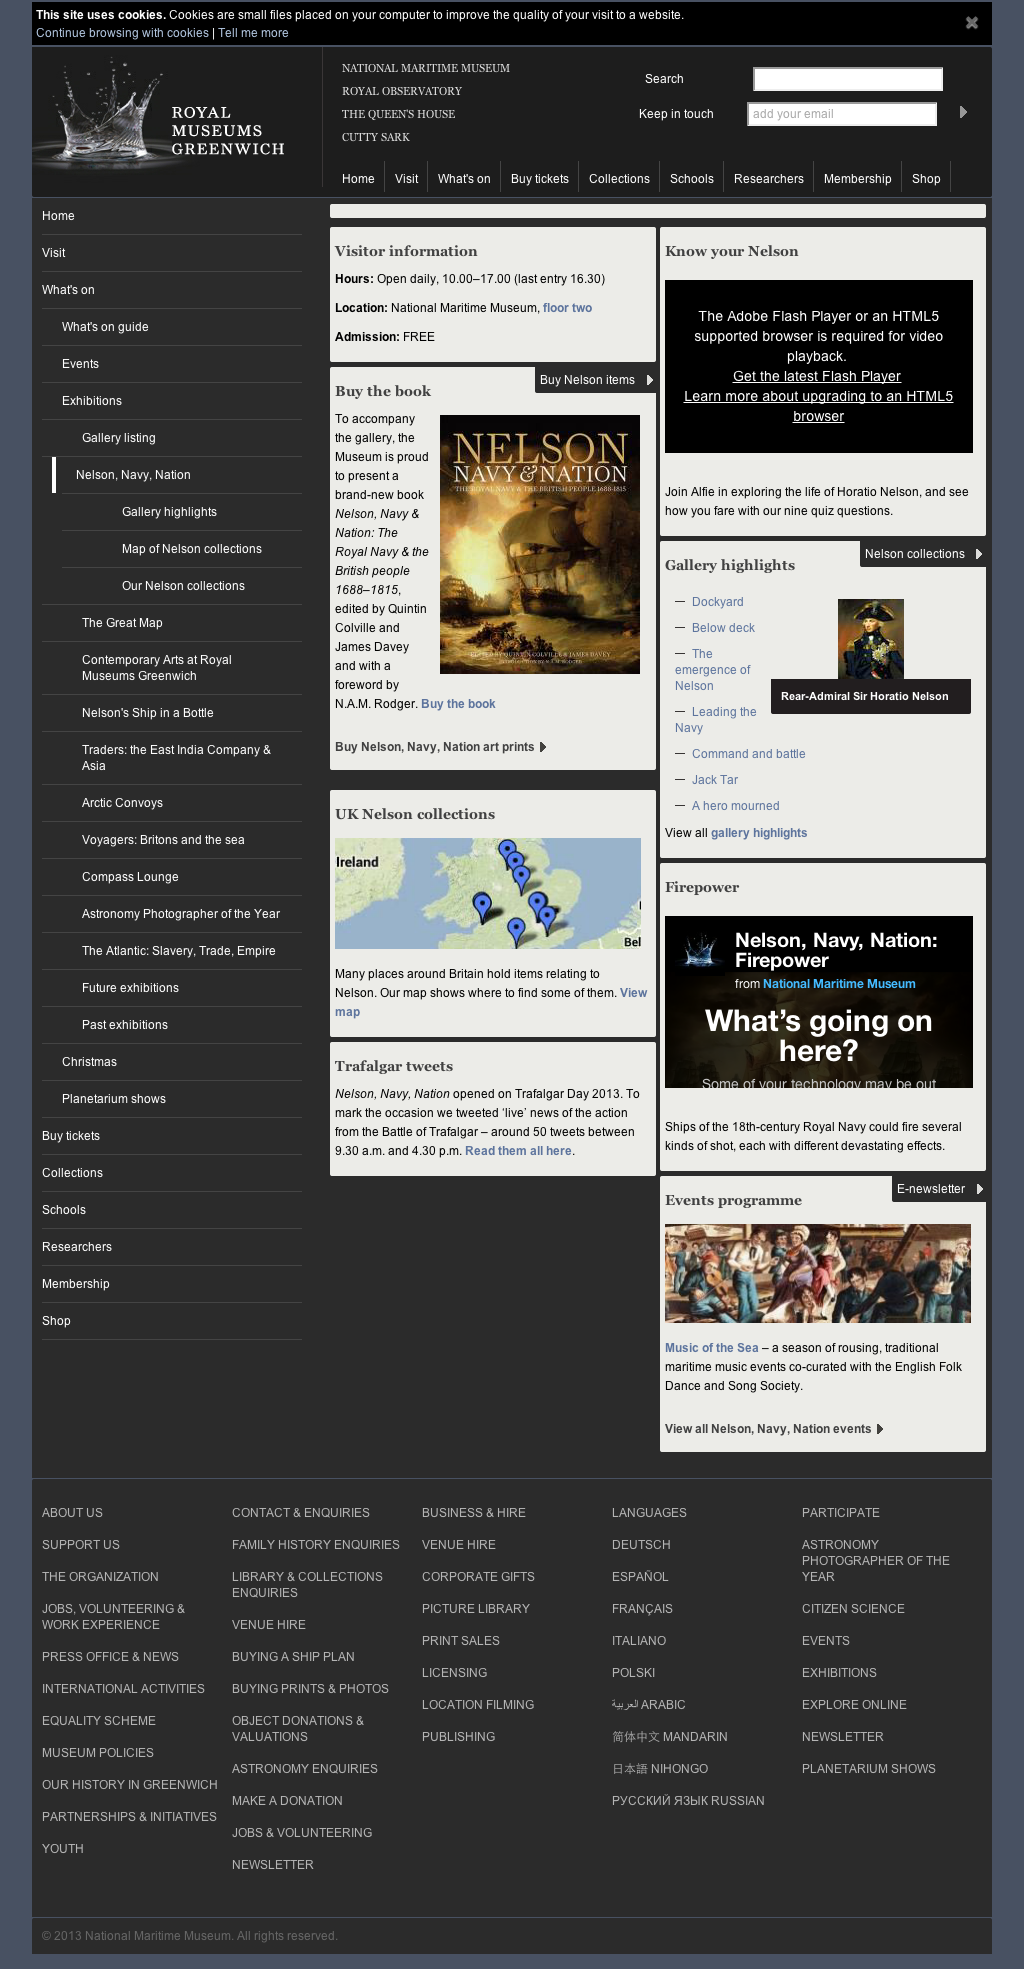 This site uses cookies. Cookies are small files placed on your computer to improve the quality of your visit to a website.
Continue browsing with cookies | Tell me more
ROYAL
MUSEUMS
GREENWICH
NATIONAL MARITIME MUSEUM
ROYAL OBSERVATORY
THE QUEEN'S HOUSE
CUTTY SARK
Search
Keep in touch
add your email
Home
Visit
What's on
Buy tickets
Collections
Schools
Researchers
Membership
Shop
Home
Visit
What's on
What's on guide
Events
Exhibitions
Gallery listing
Nelson, Navy, Nation
Gallery highlights
Map of Nelson collections
Our Nelson collections
The Great Map
Contemporary Arts at Royal
Museums Greenwich
Nelson's Ship in a Bottle
Traders: the East India Company &
Asia
Arctic Convoys
Voyagers: Britons and the sea
Compass Lounge
Astronomy Photographer of the Year
The Atlantic: Slavery, Trade, Empire
Future exhibitions
Past exhibitions
Christmas
Planetarium shows
Buy tickets
Collections
Schools
Researchers
Membership
Shop
Visitor information
Hours: Open daily, 10.00–17.00 (last entry 16.30)
Location: National Maritime Museum, floor two
Admission: FREE
Buy Nelson items
Buy the book
To accompany
the gallery, the
Museum is proud
to present a
brand-new book
Nelson, Navy &
Nation: The
Royal Navy & the
British people
1688–1815,
edited by Quintin
Colville and
James Davey
and with a
foreword by
N.A.M. Rodger. Buy the book
NELSON
NAVY & NATION
THE ROYAL NAVY & THE BRITISH PEOPLE 1688-1815
EDITED BY QUINTIN COLVILLE & JAMES DAVEY
INTRODUCTION BY N.A.M. RODGER
Buy Nelson, Navy, Nation art prints
UK Nelson collections
Ireland
Bel
Many places around Britain hold items relating to
Nelson. Our map shows where to find some of them. View
map
Trafalgar tweets
Nelson, Navy, Nation opened on Trafalgar Day 2013. To
mark the occasion we tweeted ‘live’ news of the action
from the Battle of Trafalgar – around 50 tweets between
9.30 a.m. and 4.30 p.m. Read them all here.
Know your Nelson
The Adobe Flash Player or an HTML5
supported browser is required for video
playback.
Get the latest Flash Player
Learn more about upgrading to an HTML5
browser
Join Alfie in exploring the life of Horatio Nelson, and see
how you fare with our nine quiz questions.
Nelson collections
Gallery highlights
— Dockyard
— Below deck
— The
emergence of
Nelson
— Leading the
Navy
— Command and battle
— Jack Tar
— A hero mourned
Rear-Admiral Sir Horatio Nelson
View all gallery highlights
Firepower
Nelson, Navy, Nation:
Firepower
from National Maritime Museum
What’s going on
here?
Some of your technology may be out
Ships of the 18th-century Royal Navy could fire several
kinds of shot, each with different devastating effects.
E-newsletter
Events programme
Music of the Sea – a season of rousing, traditional
maritime music events co-curated with the English Folk
Dance and Song Society.
View all Nelson, Navy, Nation events
ABOUT US
SUPPORT US
THE ORGANIZATION
JOBS, VOLUNTEERING &
WORK EXPERIENCE
PRESS OFFICE & NEWS
INTERNATIONAL ACTIVITIES
EQUALITY SCHEME
MUSEUM POLICIES
OUR HISTORY IN GREENWICH
PARTNERSHIPS & INITIATIVES
YOUTH
CONTACT & ENQUIRIES
FAMILY HISTORY ENQUIRIES
LIBRARY & COLLECTIONS
ENQUIRIES
VENUE HIRE
BUYING A SHIP PLAN
BUYING PRINTS & PHOTOS
OBJECT DONATIONS &
VALUATIONS
ASTRONOMY ENQUIRIES
MAKE A DONATION
JOBS & VOLUNTEERING
NEWSLETTER
BUSINESS & HIRE
VENUE HIRE
CORPORATE GIFTS
PICTURE LIBRARY
PRINT SALES
LICENSING
LOCATION FILMING
PUBLISHING
LANGUAGES
DEUTSCH
ESPAÑOL
FRANÇAIS
ITALIANO
POLSKI
العربية ARABIC
简体中文 MANDARIN
日本語 NIHONGO
РУССКИЙ ЯЗЫК RUSSIAN
PARTICIPATE
ASTRONOMY
PHOTOGRAPHER OF THE
YEAR
CITIZEN SCIENCE
EVENTS
EXHIBITIONS
EXPLORE ONLINE
NEWSLETTER
PLANETARIUM SHOWS
© 2013 National Maritime Museum. All rights reserved.